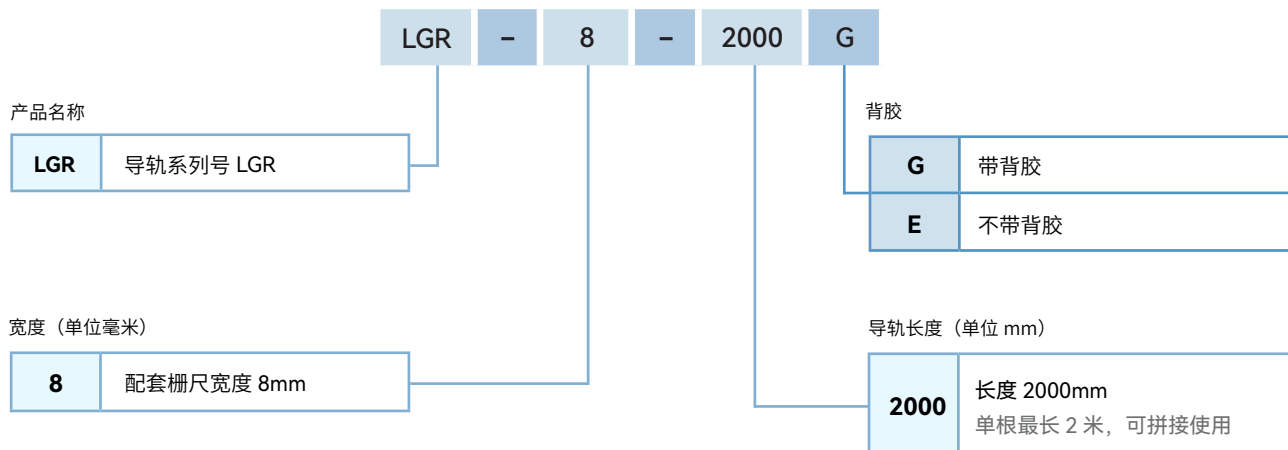 LGR - 8 - 2000 G
产品名称
LGR 导轨系列号 LGR
背胶
G 带背胶
E 不带背胶
宽度（单位毫米）
8 配套栅尺宽度 8mm
导轨长度（单位 mm）
2000 长度 2000mm
单根最长 2 米，可拼接使用